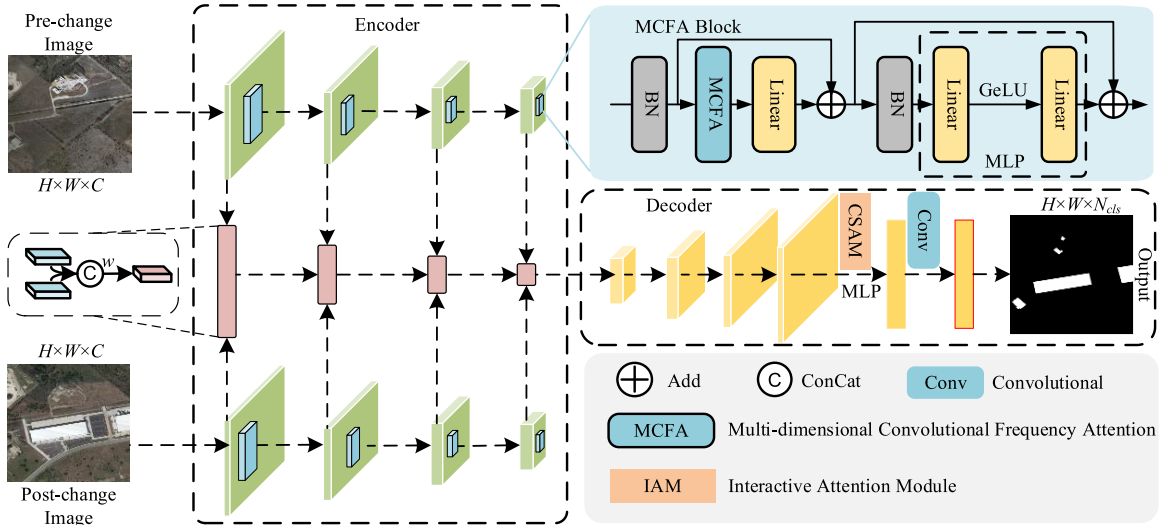 Pre-change
Image
H×W×C
Encoder
MCFA Block
BN
MCFA
Linear
BN
Linear
GeLU
Linear
MLP
C
w
Decoder
CSAM
MLP
Conv
H×W×Ncls
Output
H×W×C
Post-change
Image
Add
C
ConCat
Conv
Convolutional
MCFA
Multi-dimensional Convolutional Frequency Attention
IAM
Interactive Attention Module